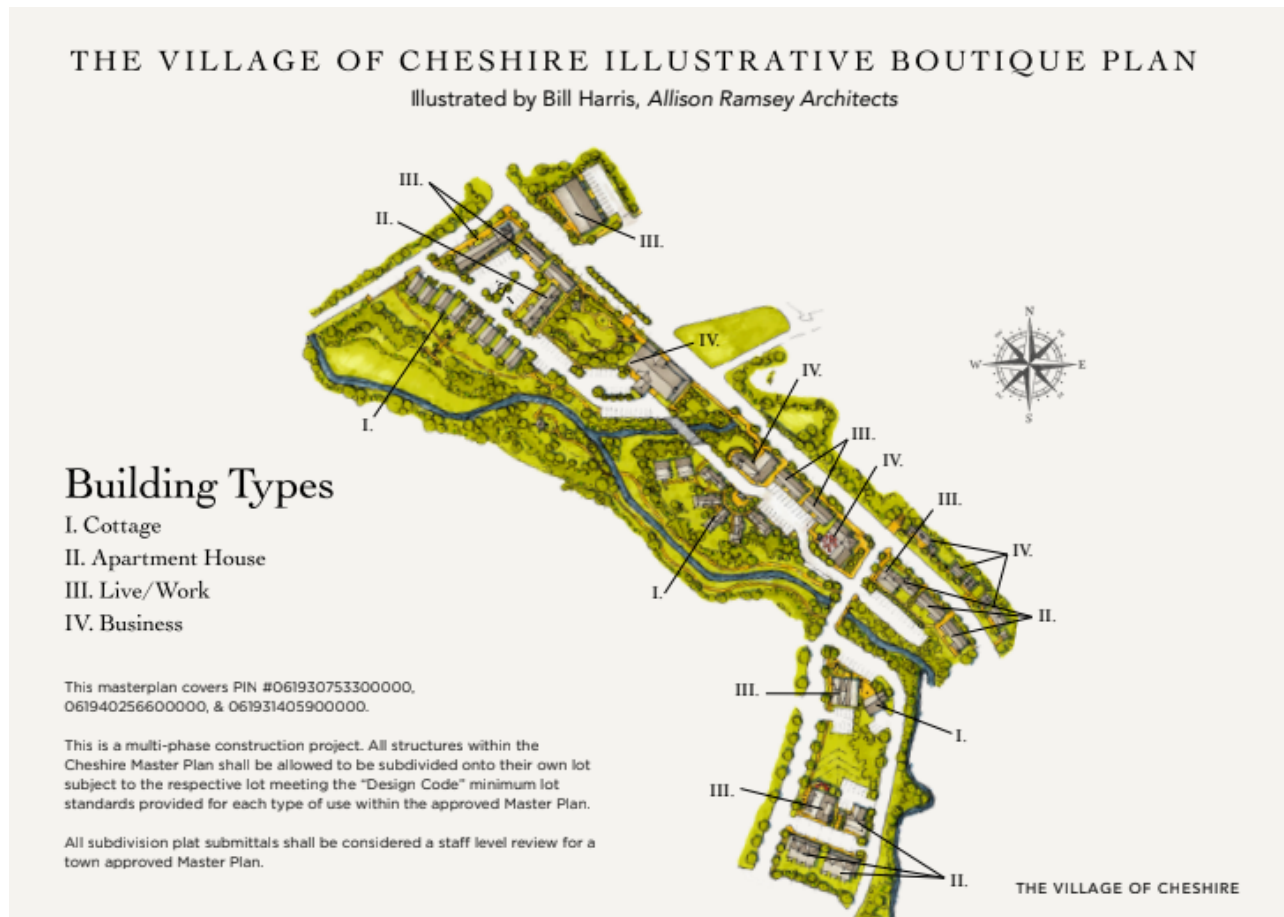 THE VILLAGE OF CHESHIRE ILLUSTRATIVE BOUTIQUE PLAN
Illustrated by Bill Harris, Allison Ramsey Architects
III.
II.
III.
IV.
N
W
E
S
IV.
I.
III.
IV.
Building Types
I. Cottage
II. Apartment House
III. Live/Work
IV. Business
III.
IV.
I.
II.
This masterplan covers PIN #061930753300000,
061940256600000, & 061931405900000.
III.
I.
This is a multi-phase construction project. All structures within the
Cheshire Master Plan shall be allowed to be subdivided onto their own lot
subject to the respective lot meeting the “Design Code” minimum lot
standards provided for each type of use within the approved Master Plan.
III.
All subdivision plat submittals shall be considered a staff level review for a
town approved Master Plan.
II.
THE VILLAGE OF CHESHIRE